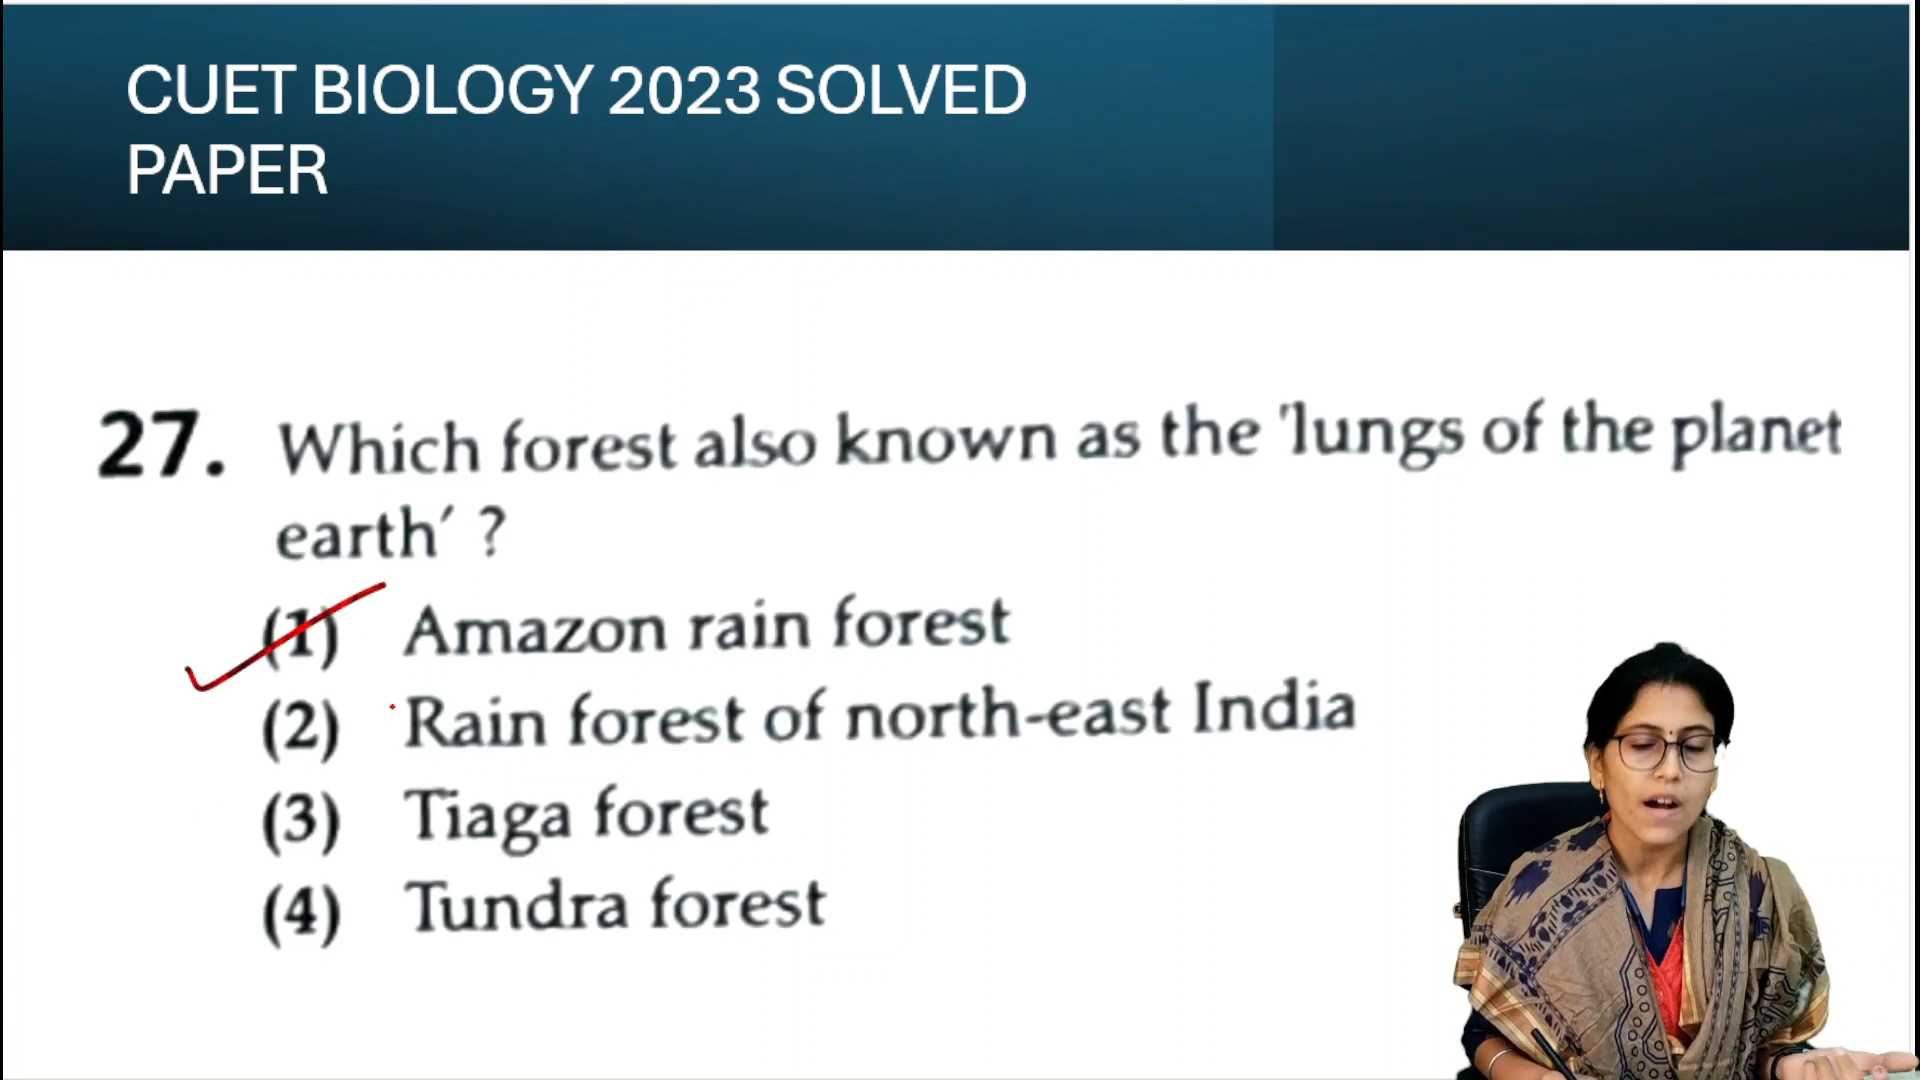 CUET BIOLOGY 2023 SOLVED
PAPER
27. Which forest also known as the 'lungs of the planet
earth' ?
(1) Amazon rain forest
(2) Rain forest of north-east India
(3) Tiaga forest
(4) Tundra forest